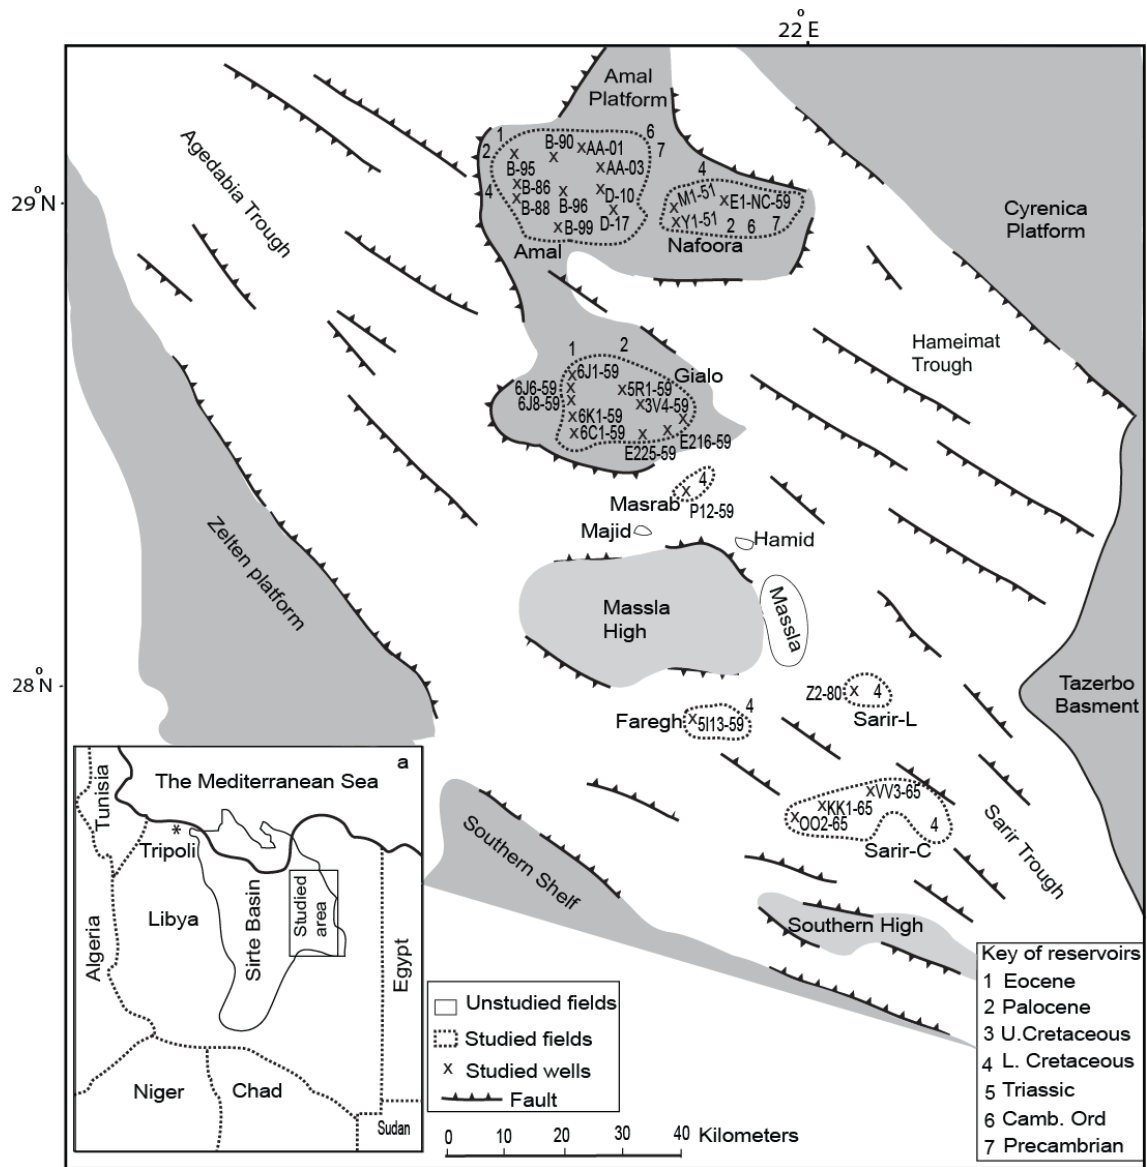 o
22 E
Amal
Platform
Agedabia Trough
1
2
4
6
7
B-90
AA-01
B-95
AA-03
B-86
B-88
B-96
D-10
B-99
D-17
Amal
4
M1-51
E1-NC-59
Y1-51
2 6 7
Nafoora
o
29 N
Cyrenica
Platform
Hameimat
Trough
1
2
6J1-59
Gialo
6J6-59
5R1-59
6J8-59
3V4-59
6K1-59
6C1-59
E216-59
E225-59
4
Masrab
P12-59
Majid
Hamid
Zelten platform
Massla
High
Massla
o
28 N
Tazerbo
Basment
Z2-80
4
Sarir-L
4
Faregh
5I13-59
VV3-65
KK1-65
OO2-65
4
Sarir-C
Sarir Trough
Southern Shelf
Southern High
a
The Mediterranean Sea
Tunisia
*
Tripoli
Algeria
Libya
Sirte Basin
Studied
area
Egypt
Niger
Chad
Sudan
Unstudied fields
Studied fields
x Studied wells
Fault
0 10 20 30 40 Kilometers
Key of reservoirs
1 Eocene
2 Palocene
3 U.Cretaceous
4 L. Cretaceous
5 Triassic
6 Camb. Ord
7 Precambrian